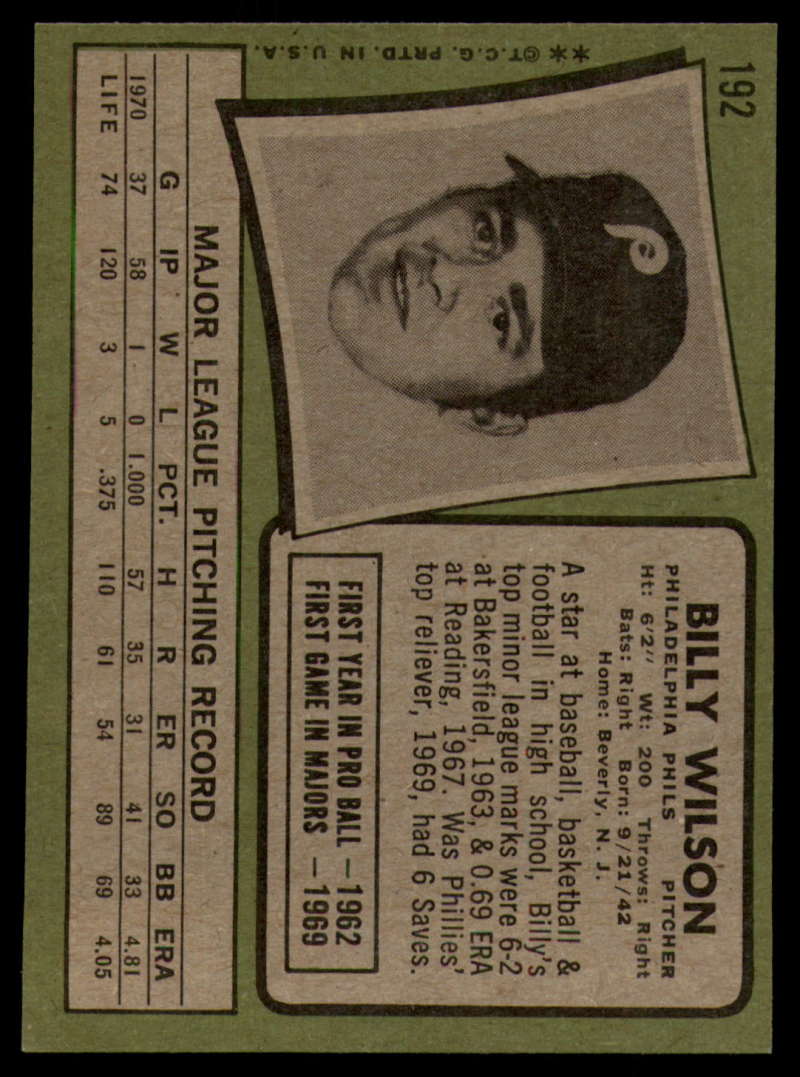 192
P
BILLY WILSON
PHILADELPHIA PHILS PITCHER
Ht: 6'2" Wt: 200 Throws: Right
Bats: Right Born: 9/21/42
Home: Beverly, N. J.
A star at baseball, basketball &
football in high school, Billy's
top minor league marks were 6-2
at Bakersfield, 1963, & 0.69 ERA
at Reading, 1967. Was Phillies'
top reliever, 1969, had 6 Saves.
FIRST YEAR IN PRO BALL — 1962
FIRST GAME IN MAJORS — 1969
MAJOR LEAGUE PITCHING RECORD
G IP W L PCT. H R ER SO BB ERA
1970 37 58 1 0 1.000 57 35 31 41 33 4.81
LIFE 74 120 3 5 .375 110 61 54 89 69 4.05
**©T.C.G. PRTD. IN U.S.A.